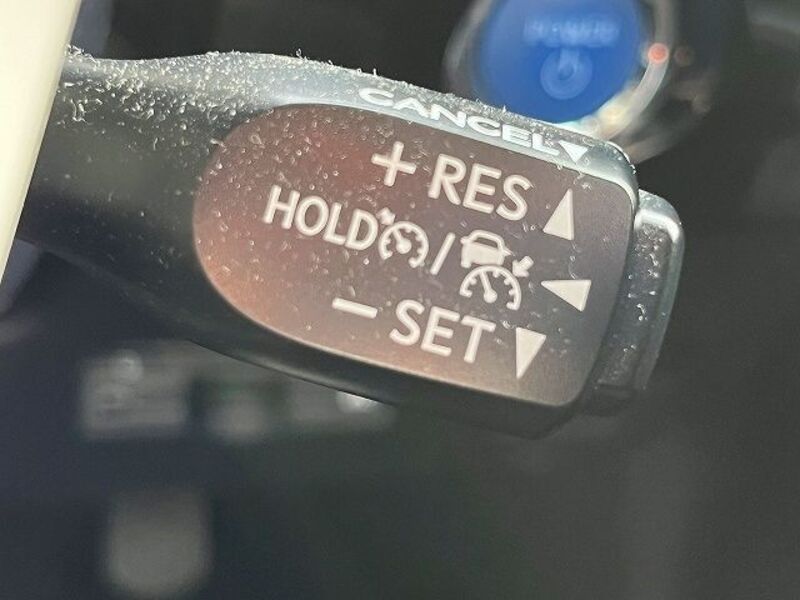 CANCEL▼
+ RES ▲
HOLD / ◀
− SET ▼